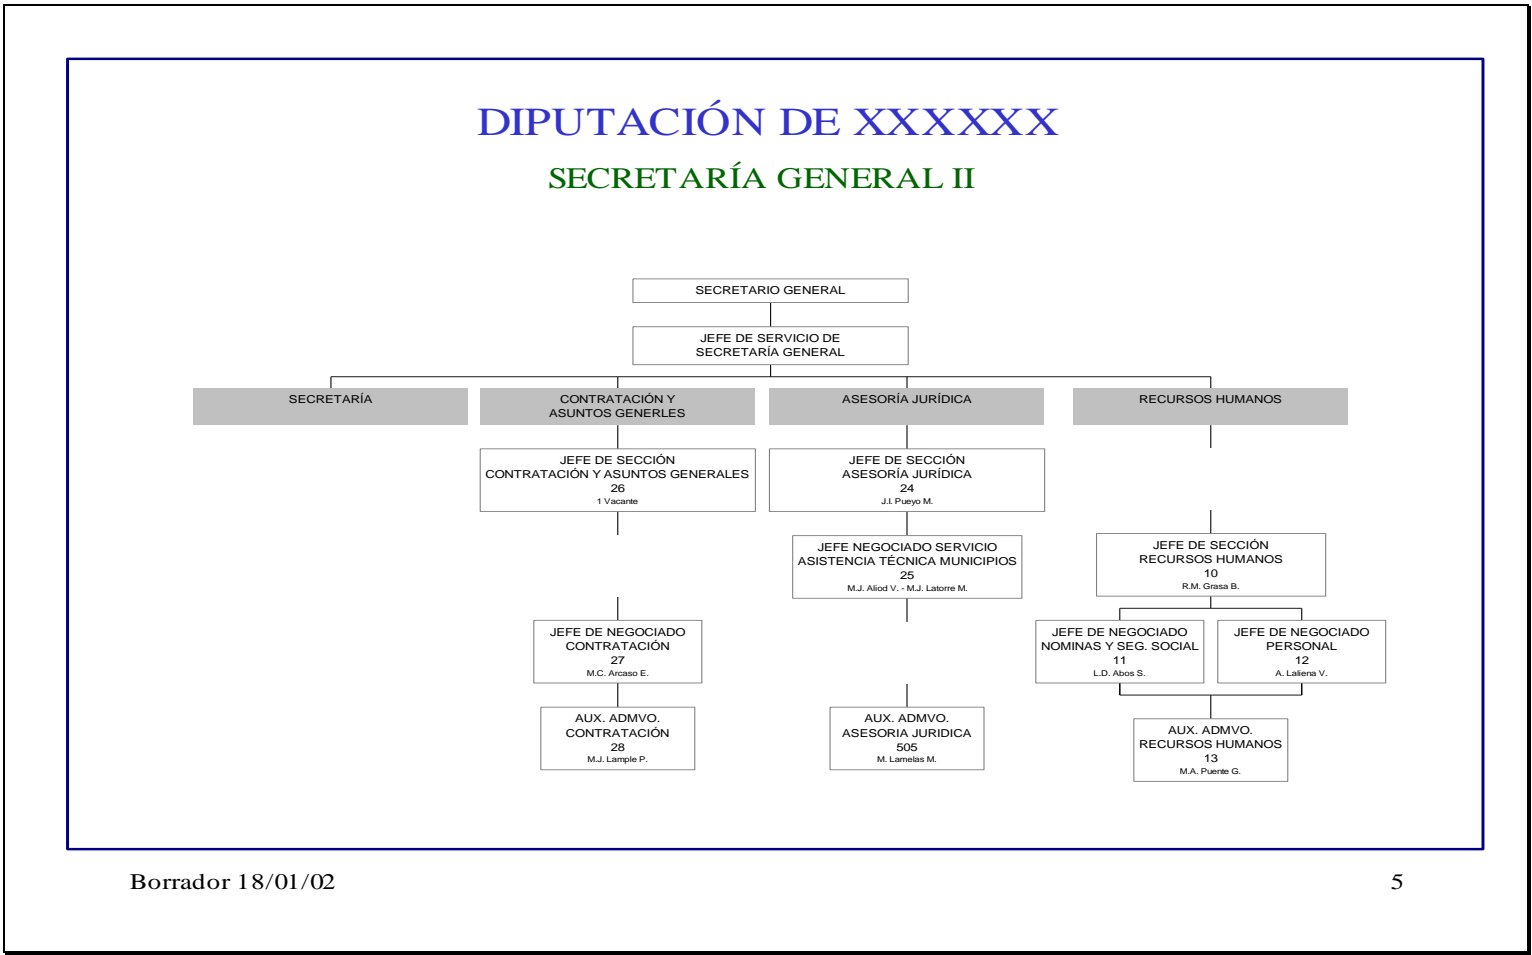 DIPUTACIÓN DE XXXXXX
SECRETARÍA GENERAL II
SECRETARIO GENERAL
JEFE DE SERVICIO DE
SECRETARÍA GENERAL
SECRETARÍA
CONTRATACIÓN Y
ASUNTOS GENERLES
ASESORÍA JURÍDICA
RECURSOS HUMANOS
JEFE DE SECCIÓN
CONTRATACIÓN Y ASUNTOS GENERALES
26
1 Vacante
JEFE DE SECCIÓN
ASESORÍA JURÍDICA
24
J.I. Pueyo M.
JEFE NEGOCIADO SERVICIO
ASISTENCIA TÉCNICA MUNICIPIOS
25
M.J. Aliod V. - M.J. Latorre M.
JEFE DE SECCIÓN
RECURSOS HUMANOS
10
R.M. Grasa B.
JEFE DE NEGOCIADO
CONTRATACIÓN
27
M.C. Arcaso E.
JEFE DE NEGOCIADO
NOMINAS Y SEG. SOCIAL
11
L.D. Abos S.
JEFE DE NEGOCIADO
PERSONAL
12
A. Laliena V.
AUX. ADMVO.
CONTRATACIÓN
28
M.J. Lample P.
AUX. ADMVO.
ASESORIA JURIDICA
505
M. Lamelas M.
AUX. ADMVO.
RECURSOS HUMANOS
13
M.A. Puente G.
Borrador 18/01/02
5